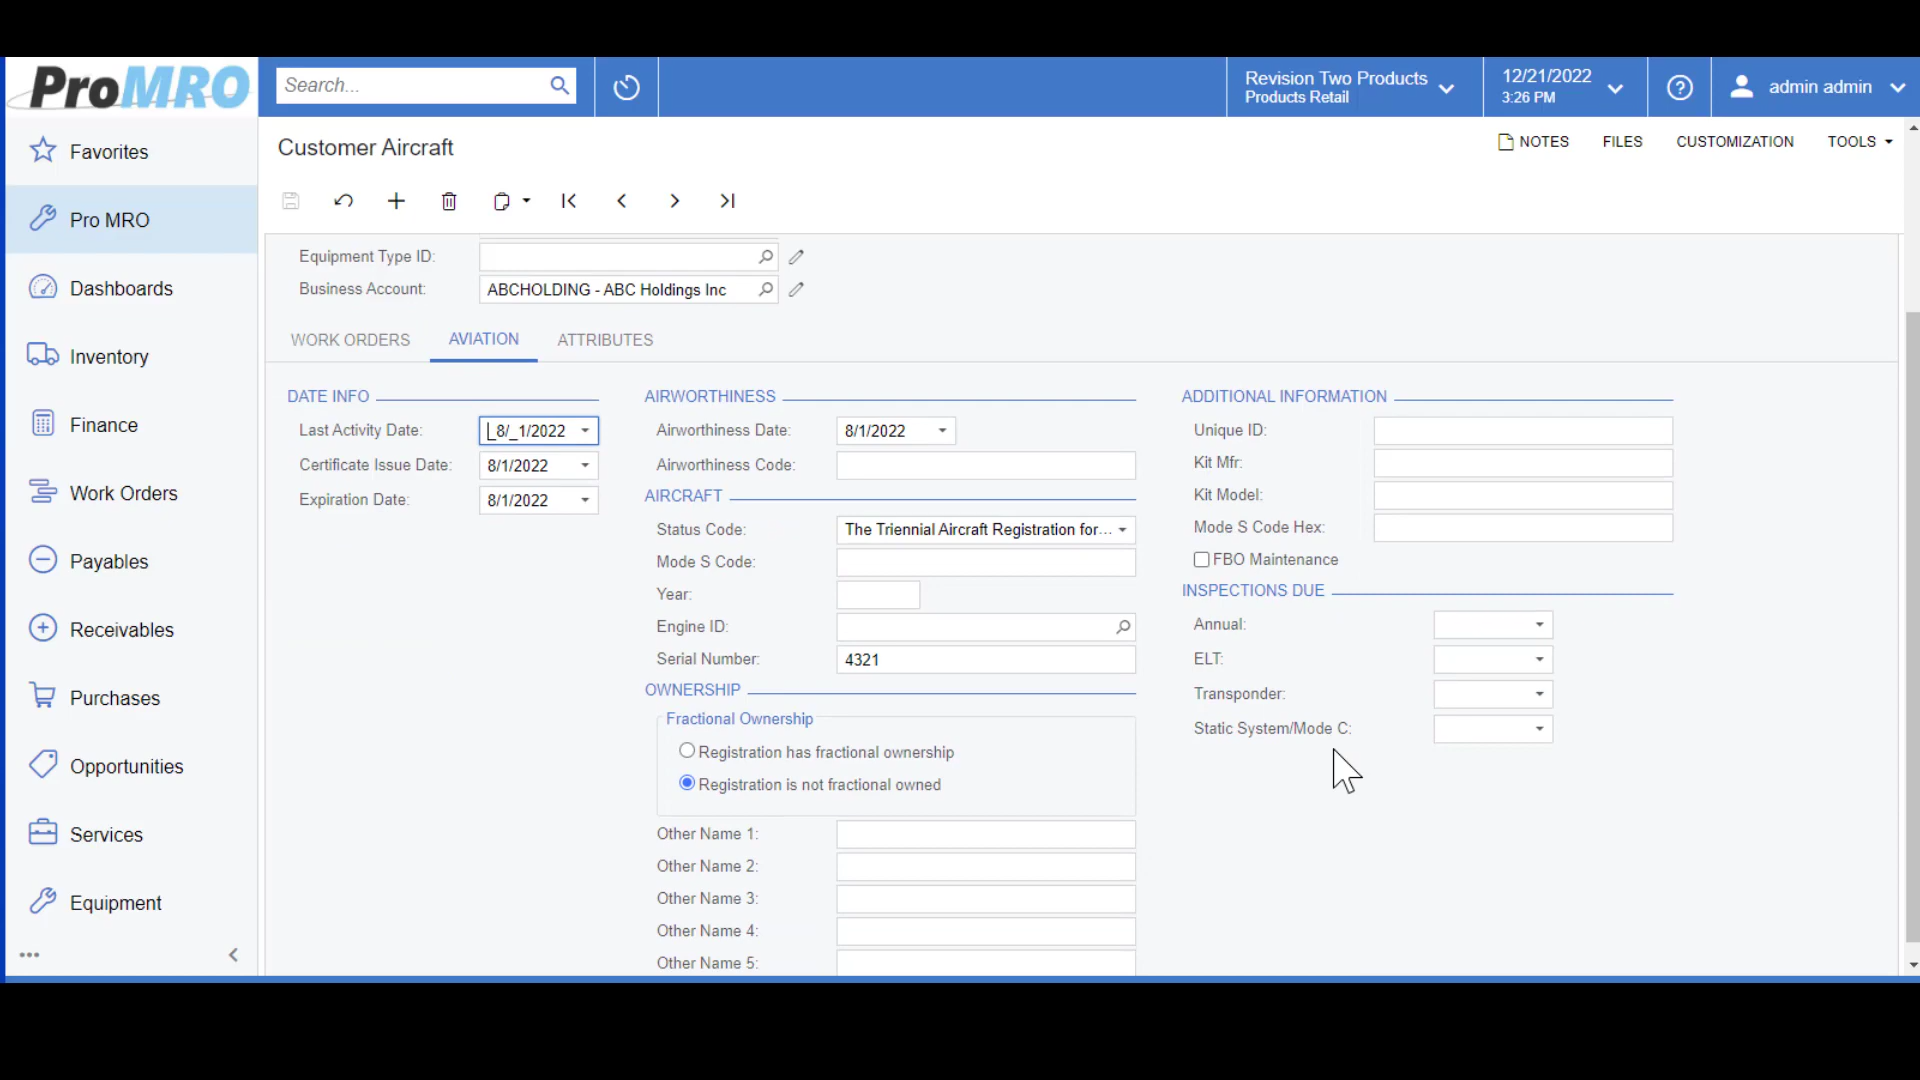 ProMRO
Search...
Revision Two Products
Products Retail
12/21/2022
3:26 PM
admin admin
Favorites
Pro MRO
Dashboards
Inventory
Finance
Work Orders
Payables
Receivables
Purchases
Opportunities
Services
Equipment
Customer Aircraft
NOTES
FILES
CUSTOMIZATION
TOOLS
Equipment Type ID:
Business Account: ABCHOLDING - ABC Holdings Inc
WORK ORDERS
AVIATION
ATTRIBUTES
DATE INFO
Last Activity Date: _8/_1/2022
Certificate Issue Date: 8/1/2022
Expiration Date: 8/1/2022
AIRWORTHINESS
Airworthiness Date: 8/1/2022
Airworthiness Code:
AIRCRAFT
Status Code: The Triennial Aircraft Registration for...
Mode S Code:
Year:
Engine ID:
Serial Number: 4321
OWNERSHIP
Fractional Ownership
Registration has fractional ownership
Registration is not fractional owned
Other Name 1:
Other Name 2:
Other Name 3:
Other Name 4:
Other Name 5:
ADDITIONAL INFORMATION
Unique ID:
Kit Mfr:
Kit Model:
Mode S Code Hex:
FBO Maintenance
INSPECTIONS DUE
Annual:
ELT:
Transponder:
Static System/Mode C: